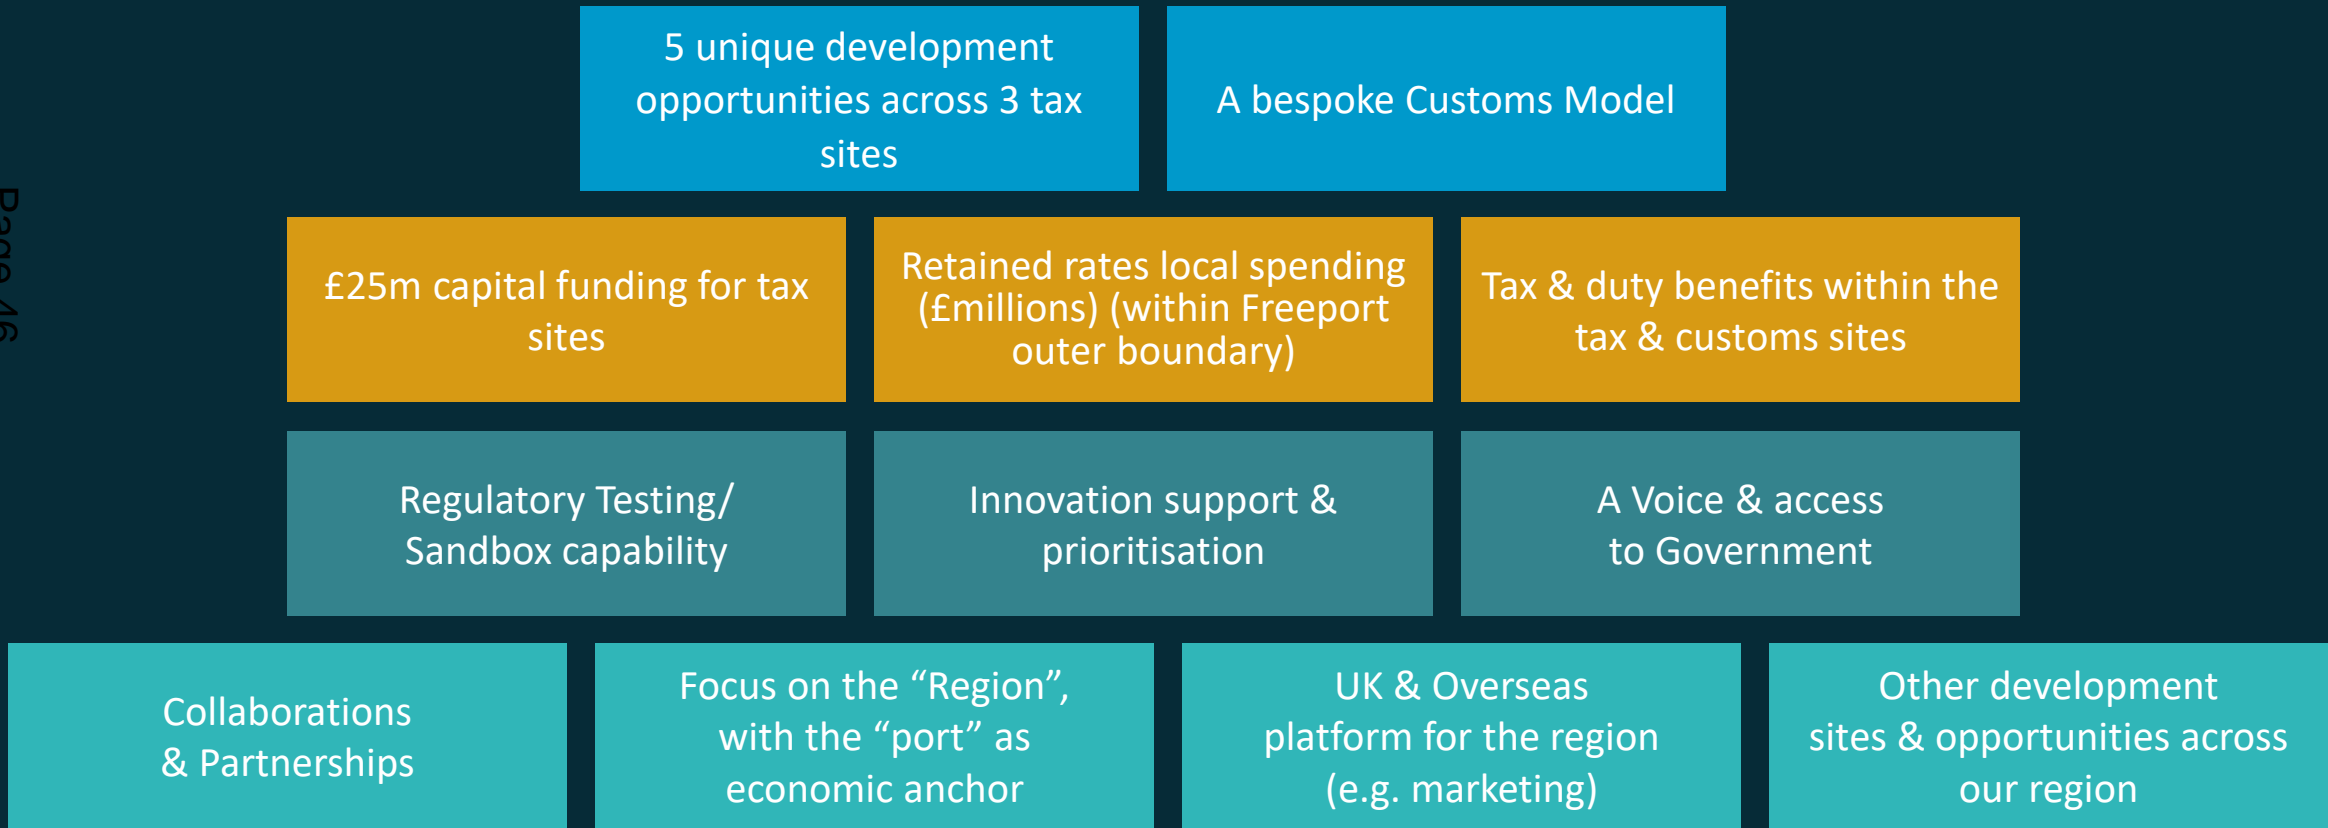 5 unique development
opportunities across 3 tax
sites
A bespoke Customs Model
Page 46
£25m capital funding for tax
sites
Retained rates local spending
(£millions) (within Freeport
outer boundary)
Tax & duty benefits within the
tax & customs sites
Regulatory Testing/
Sandbox capability
Innovation support &
prioritisation
A Voice & access
to Government
Collaborations
& Partnerships
Focus on the “Region”,
with the “port” as
economic anchor
UK & Overseas
platform for the region
(e.g. marketing)
Other development
sites & opportunities across
our region